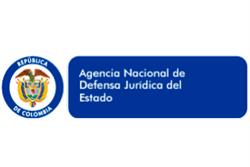 REPÚBLICA
DE COLOMBIA
Agencia Nacional de
Defensa Jurídica del
Estado